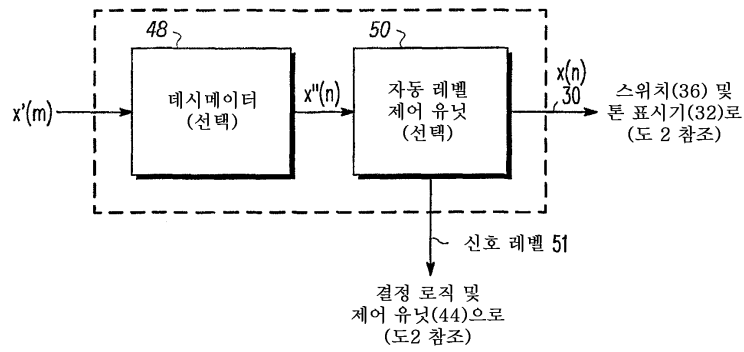 48
50
x'(m)
데시메이터
(선택)
x"(n)
자동 레벨
제어 유닛
(선택)
x(n)
30
스위치(36) 및
톤 표시기(32)로
(도 2 참조)
신호 레벨 51
결정 로직 및
제어 유닛(44)으로
(도2 참조)